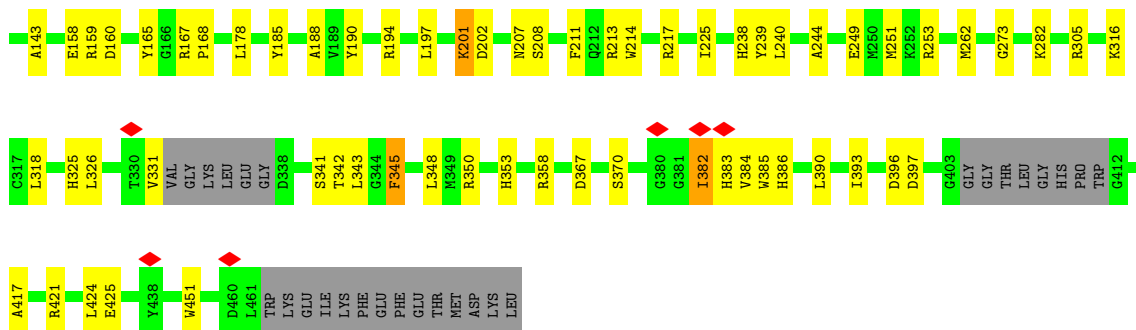 A143 E158 R159 D160 Y165 G166 R167 P168 L178 Y185 A188 V189 Y190 R194 L197 K201 D202 N207 S208 F211 Q212 R213 W214 R217 I225 H238 Y239 L240 A244 E249 M250 M251 K252 R253 M262 G273 K282 R305 K316
C317 L318 H325 L326 T330 V331 VAL GLY LYS LEU GLU GLY D338 S341 T342 L343 G344 F345 L348 M349 R350 H353 R358 D367 S370 G380 G381 I382 H383 V384 W385 H386 L390 I393 D396 D397 G403 GLY GLY THR LEU GLY HIS PRO TRP G412
A417 R421 L424 E425 Y438 W451 D460 L461 TRP LYS GLU ILE LYS PHE GLU PHE GLU THR MET ASP LYS LEU